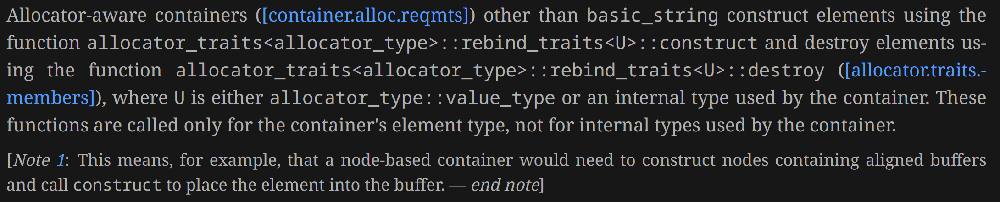 Allocator-aware containers ([container.alloc.reqmts]) other than basic_string construct elements using the
function allocator_traits<allocator_type>::rebind_traits<U>::construct and destroy elements us-
ing the function allocator_traits<allocator_type>::rebind_traits<U>::destroy ([allocator.traits.-
members]), where U is either allocator_type::value_type or an internal type used by the container. These
functions are called only for the container's element type, not for internal types used by the container.
[Note 1: This means, for example, that a node-based container would need to construct nodes containing aligned buffers
and call construct to place the element into the buffer. — end note]